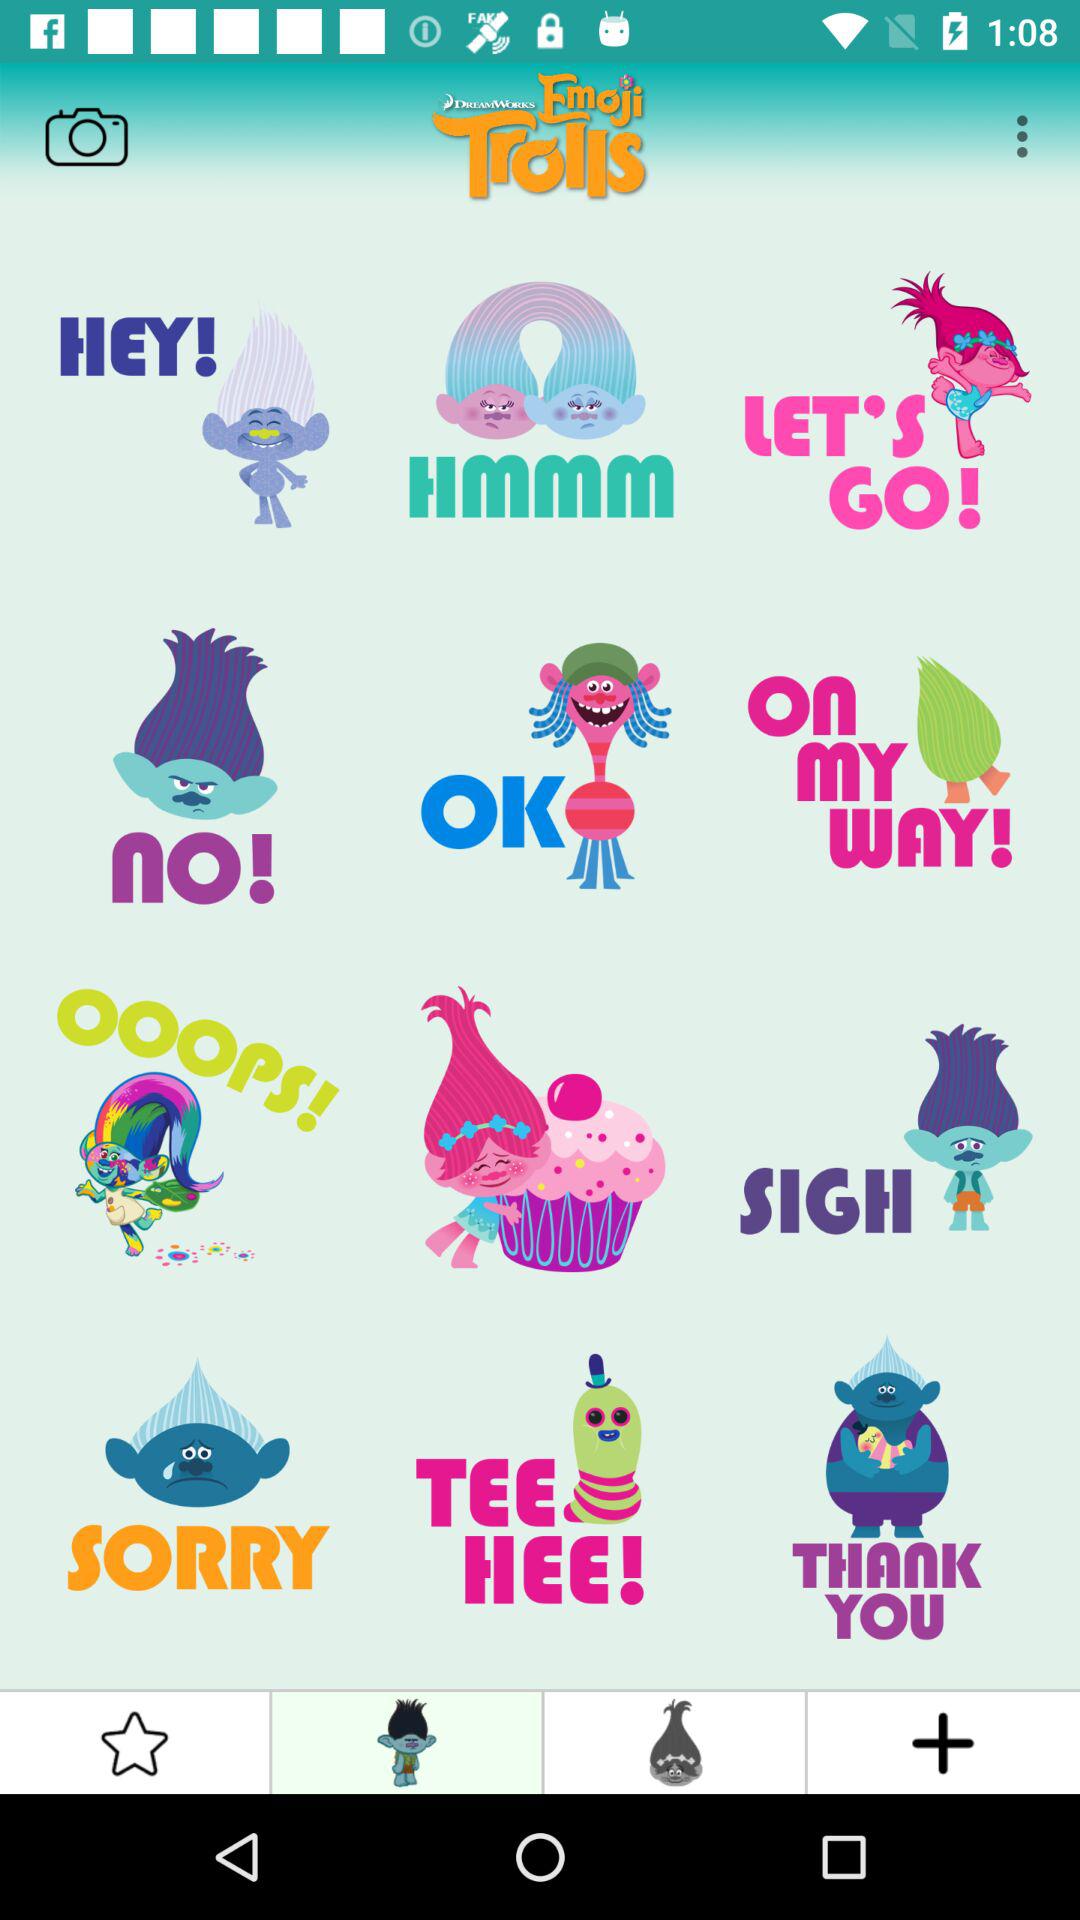 FAKE
1:08
DREAMWORKS Emoji
Trolls
HEY!
HMMM
LET'S
GO!
NO!
OK
ON
MY
WAY!
OOOPS!
SIGH
SORRY
TEE
HEE!
THANK
YOU